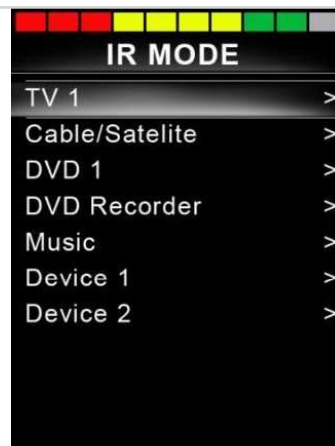 IR MODE
TV 1 >
Cable/Satelite >
DVD 1 >
DVD Recorder >
Music >
Device 1 >
Device 2 >